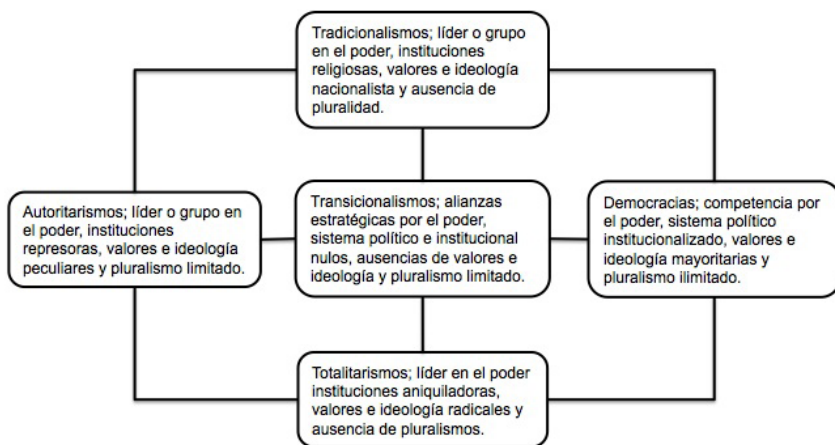 Tradicionalismos; líder o grupo
en el poder, instituciones
religiosas, valores e ideología
nacionalista y ausencia de
pluralidad.
Autoritarismos; líder o grupo en
el poder, instituciones
represoras, valores e ideología
peculiares y pluralismo limitado.
Transicionalismos; alianzas
estratégicas por el poder,
sistema político e institucional
nulos, ausencias de valores e
ideología y pluralismo limitado.
Democracias; competencia por
el poder, sistema político
institucionalizado, valores e
ideología mayoritarias y
pluralismo ilimitado.
Totalitarismos; líder en el poder
instituciones aniquiladoras,
valores e ideología radicales y
ausencia de pluralismos.